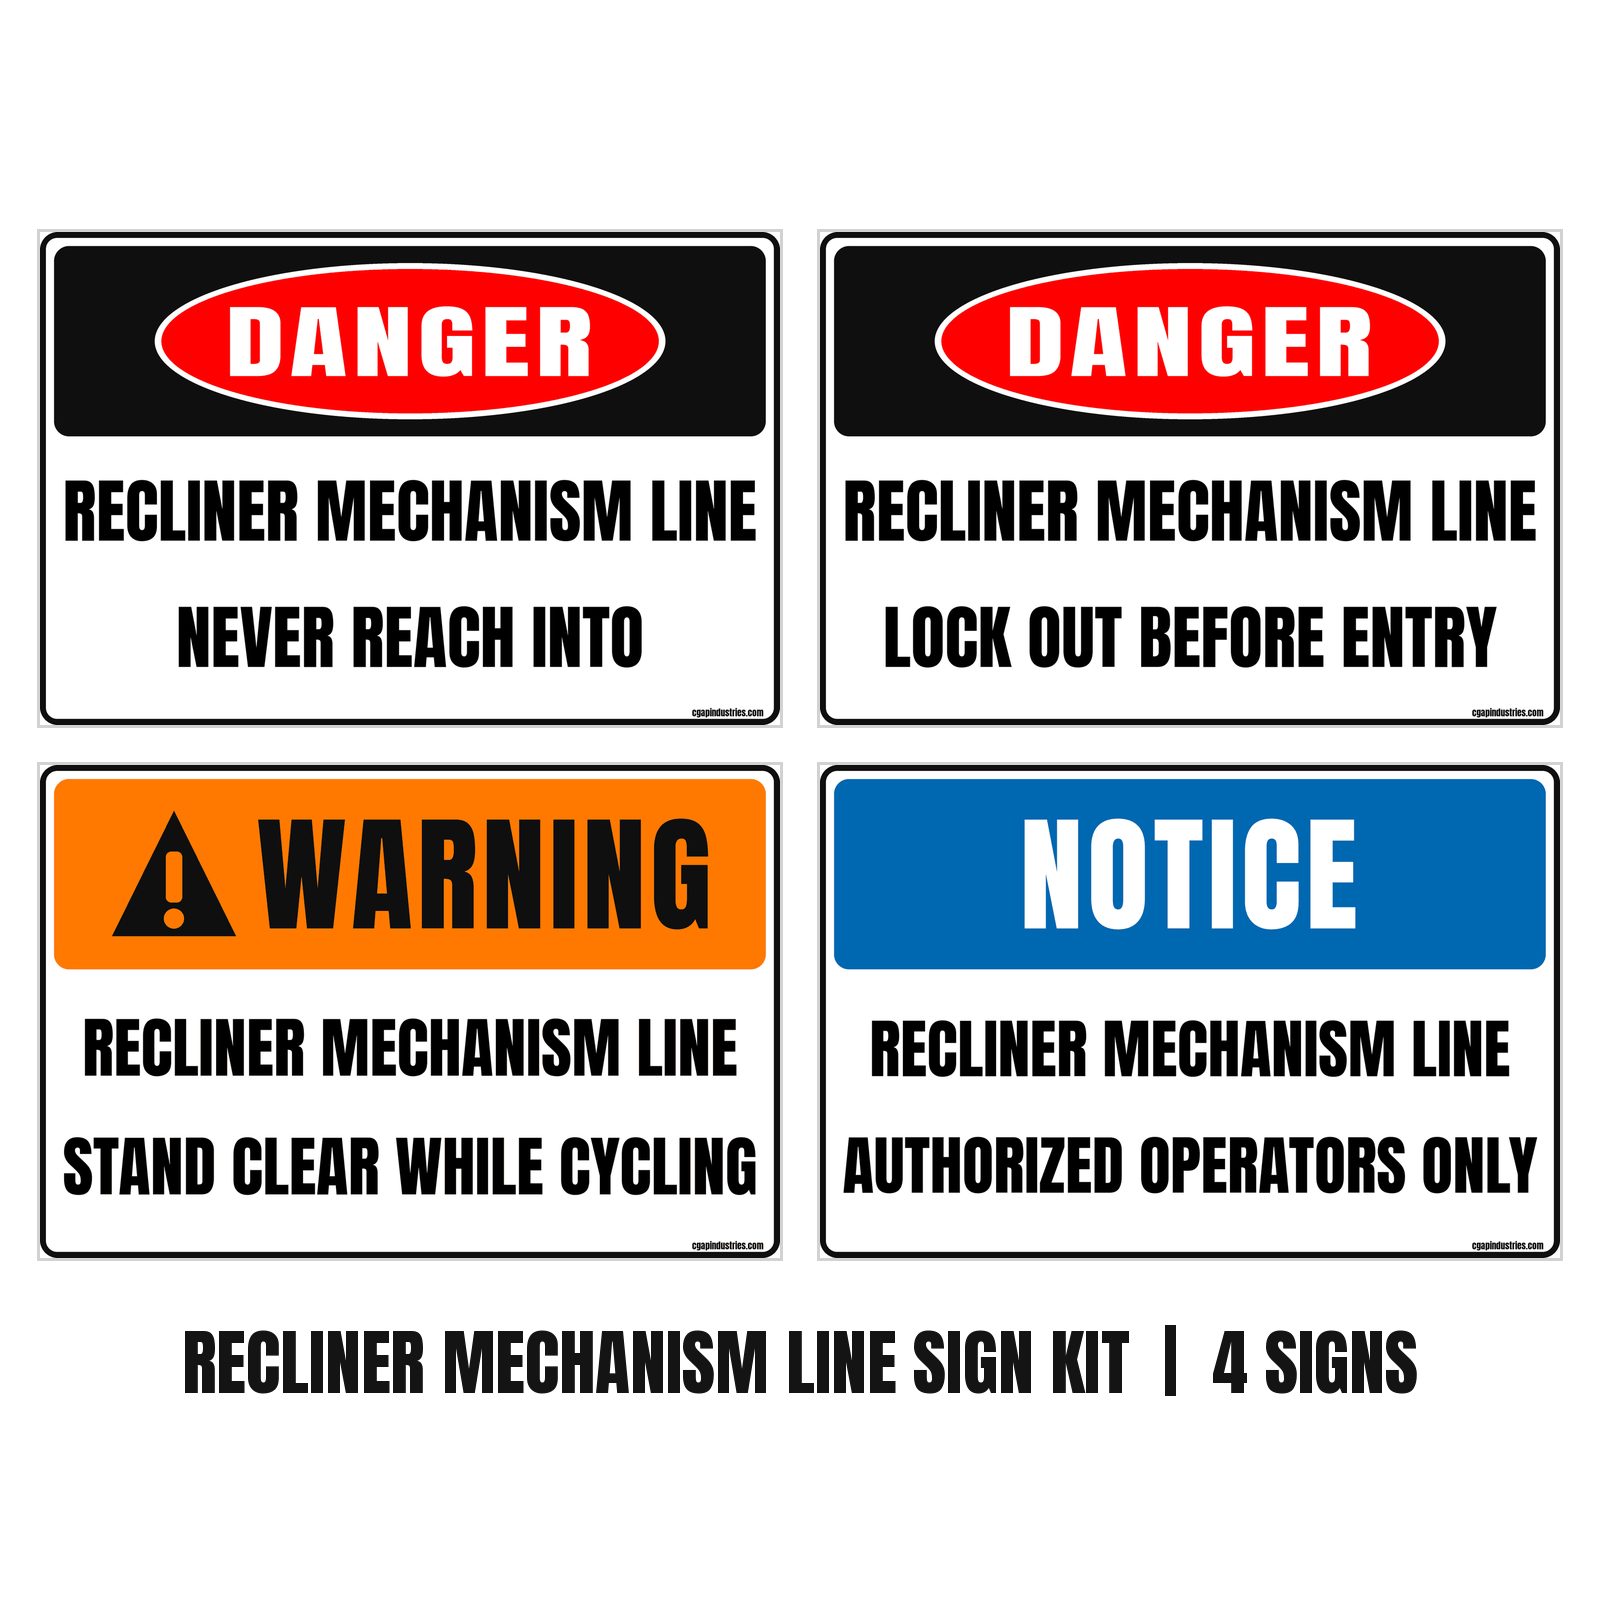 DANGER
RECLINER MECHANISM LINE
NEVER REACH INTO
cgapindustries.com
DANGER
RECLINER MECHANISM LINE
LOCK OUT BEFORE ENTRY
cgapindustries.com
WARNING
RECLINER MECHANISM LINE
STAND CLEAR WHILE CYCLING
cgapindustries.com
NOTICE
RECLINER MECHANISM LINE
AUTHORIZED OPERATORS ONLY
cgapindustries.com
RECLINER MECHANISM LINE SIGN KIT | 4 SIGNS